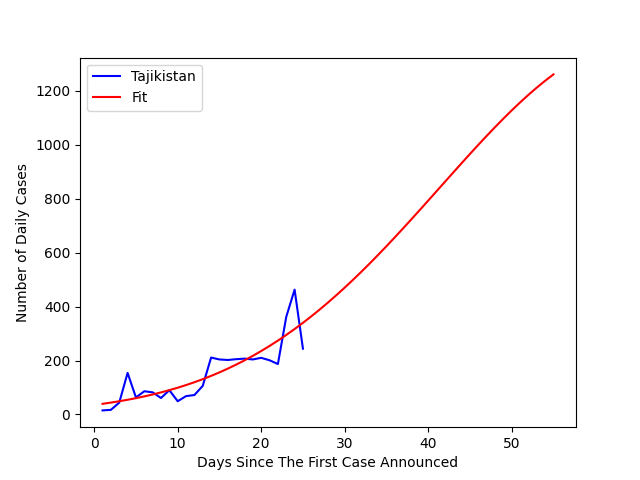 Tajikistan
Fit
Number of Daily Cases
1200
1000
800
600
400
200
0
0 10 20 30 40 50
Days Since The First Case Announced